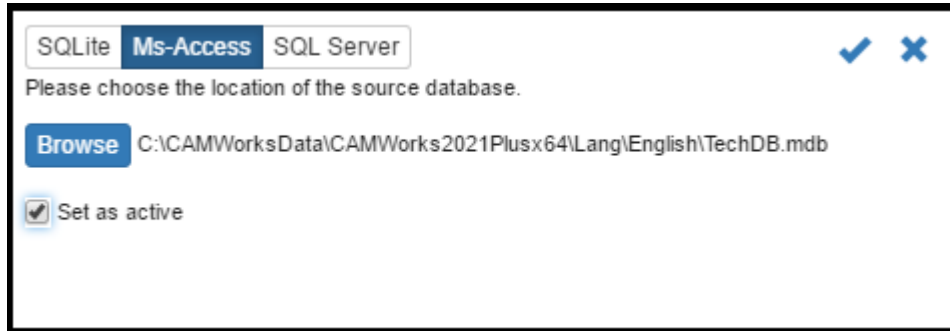 SQLite Ms-Access SQL Server
Please choose the location of the source database.
Browse C:\CAMWorksData\CAMWorks2021Plusx64\Lang\English\TechDB.mdb
Set as active